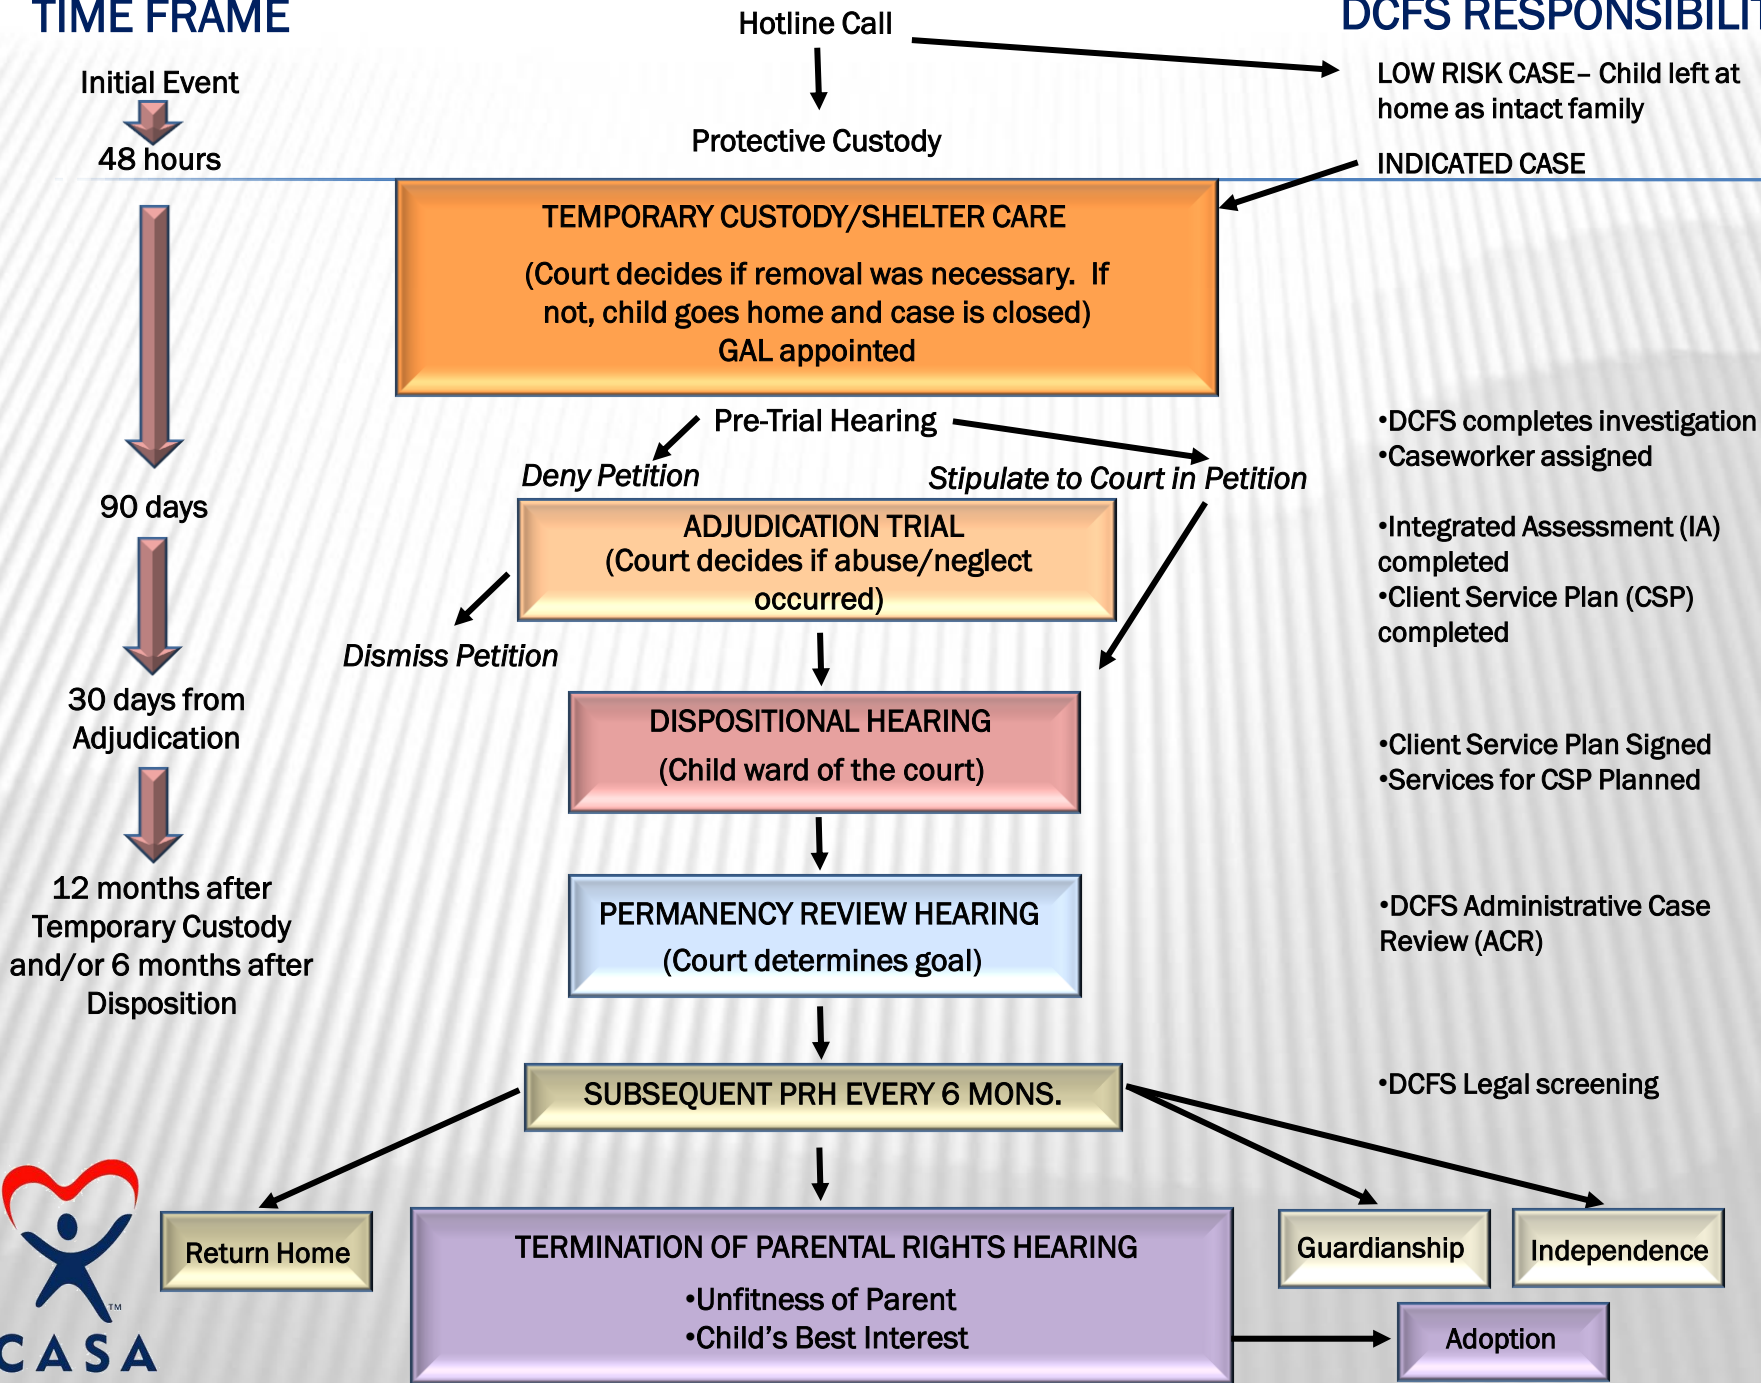 TIME FRAME
Initial Event
48 hours
90 days
30 days from
Adjudication
12 months after
Temporary Custody
and/or 6 months after
Disposition
Hotline Call
Protective Custody
TEMPORARY CUSTODY/SHELTER CARE
(Court decides if removal was necessary.  If
not, child goes home and case is closed)
GAL appointed
Pre-Trial Hearing
Deny Petition
Stipulate to Court in Petition
ADJUDICATION TRIAL
(Court decides if abuse/neglect
occurred)
Dismiss Petition
DISPOSITIONAL HEARING
(Child ward of the court)
PERMANENCY REVIEW HEARING
(Court determines goal)
SUBSEQUENT PRH EVERY 6 MONS.
Return Home
TERMINATION OF PARENTAL RIGHTS HEARING
•Unfitness of Parent
•Child’s Best Interest
Guardianship
Independence
Adoption
DCFS RESPONSIBILIT
LOW RISK CASE– Child left at
home as intact family
INDICATED CASE
•DCFS completes investigation
•Caseworker assigned
•Integrated Assessment (IA)
completed
•Client Service Plan (CSP)
completed
•Client Service Plan Signed
•Services for CSP Planned
•DCFS Administrative Case
Review (ACR)
•DCFS Legal screening
TM
CASA